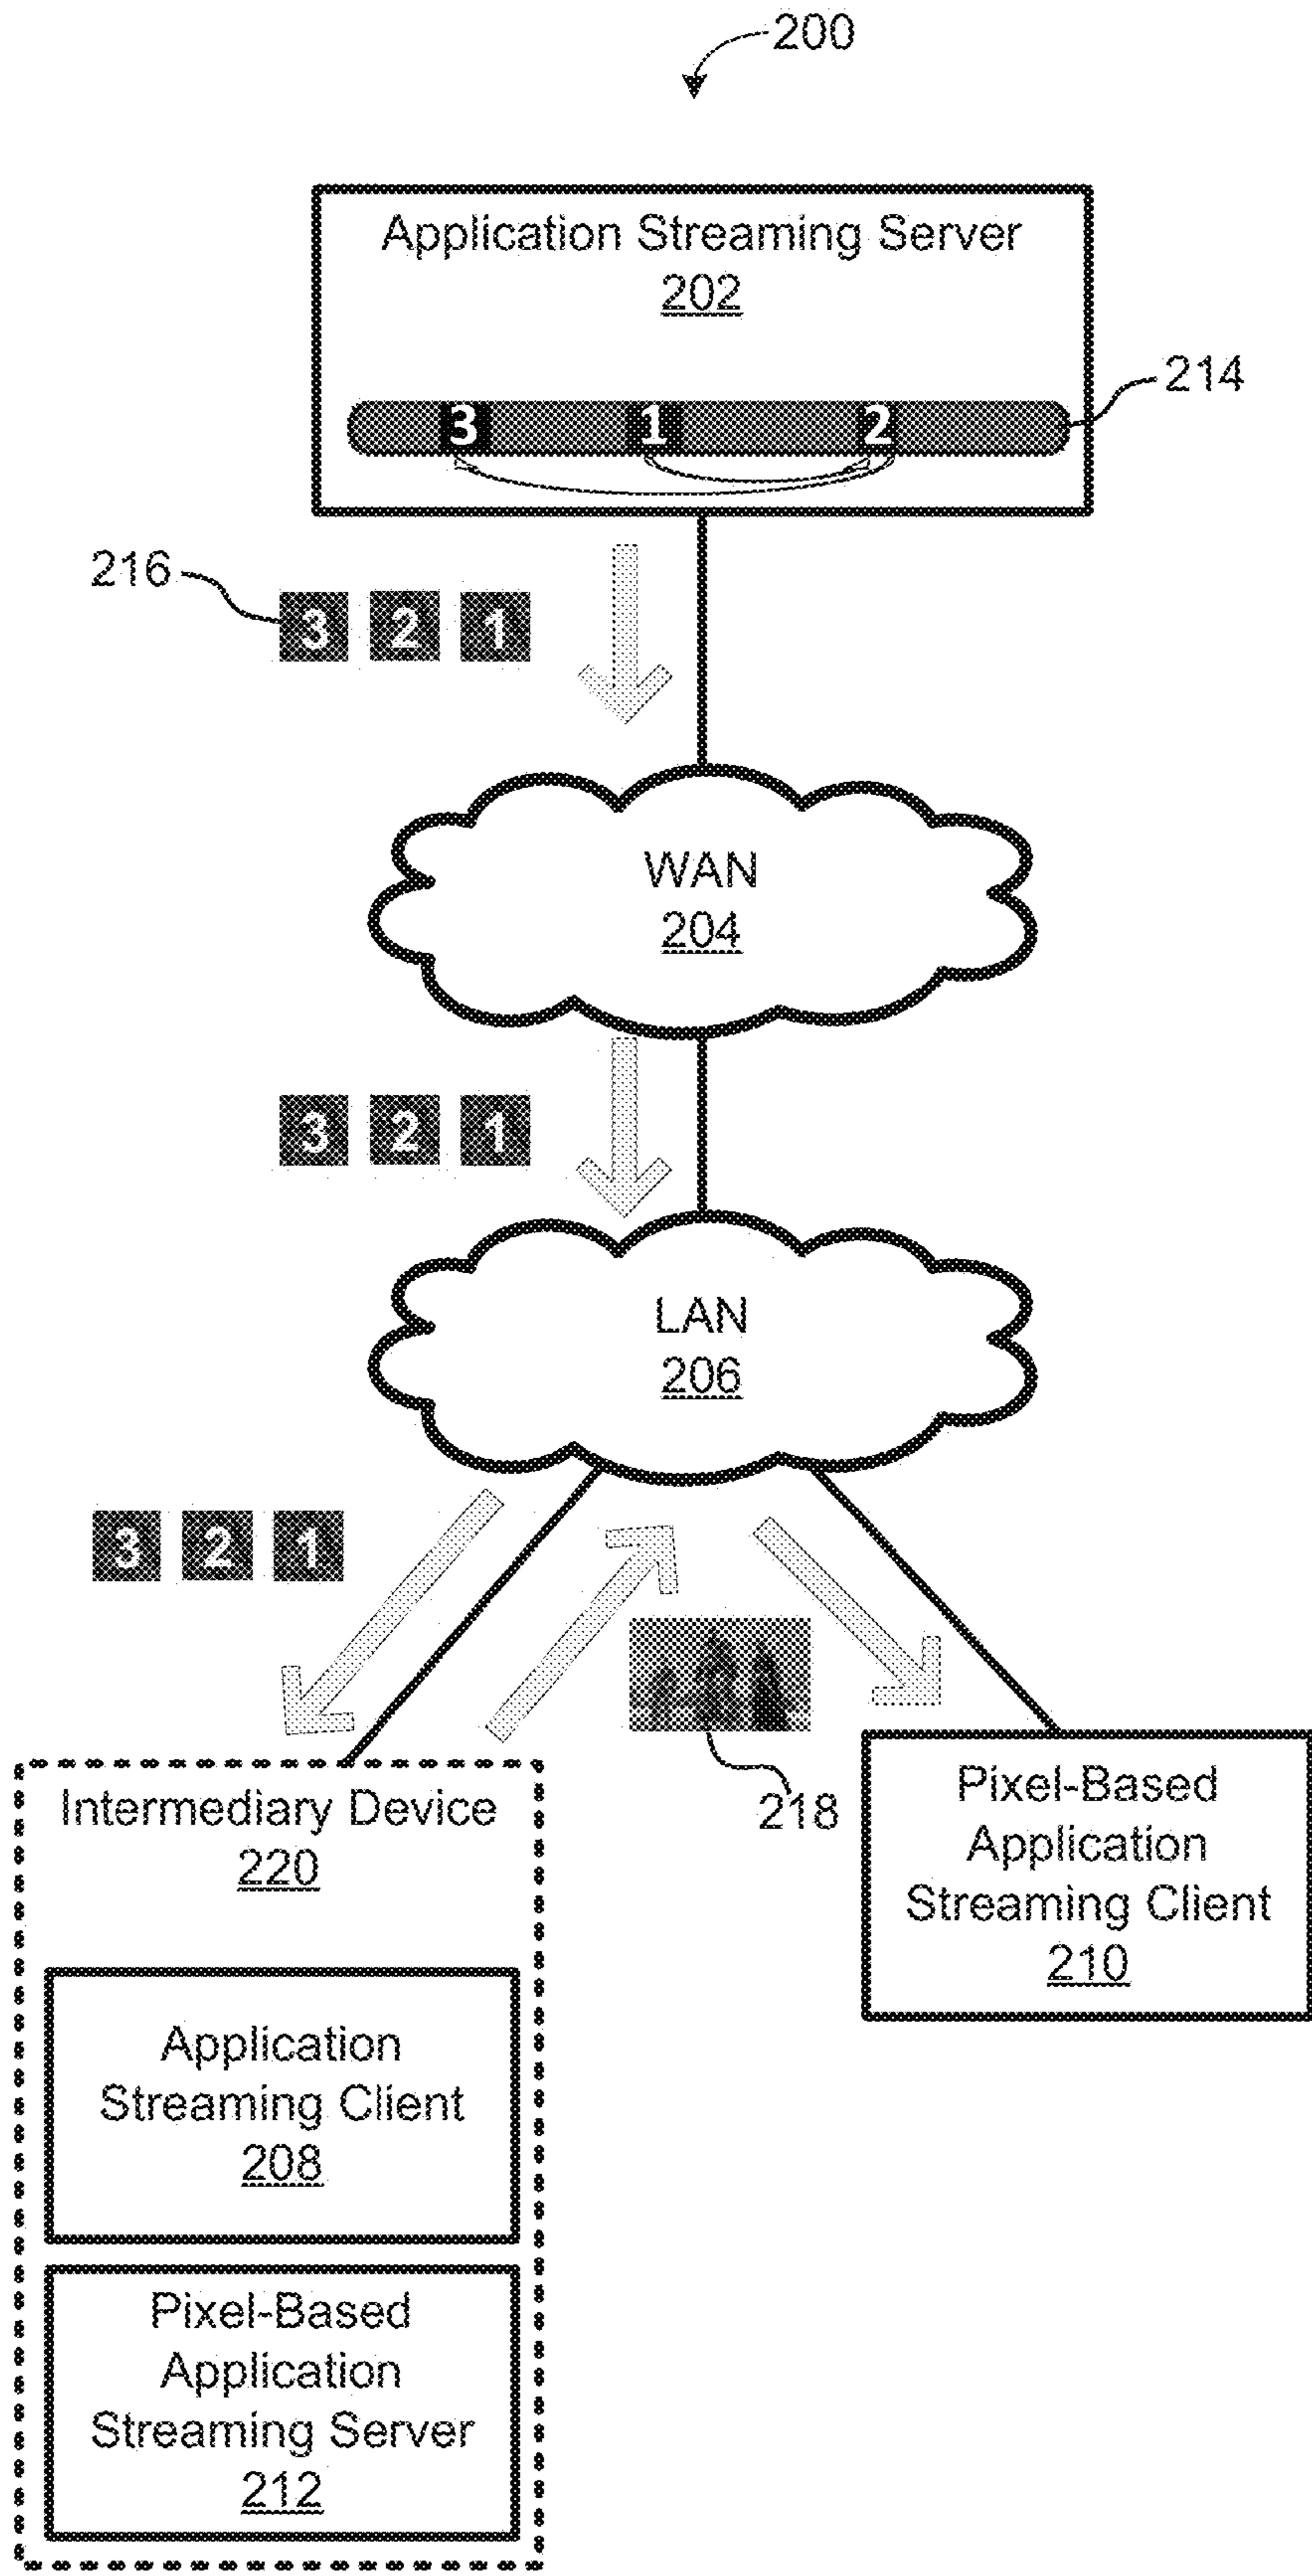 200
Application Streaming Server
202
214
3 1 2
216
3 2 1
WAN
204
3 2 1
LAN
206
3 2 1
218
Intermediary Device
220
Pixel-Based
Application
Streaming Client
210
Application
Streaming Client
208
Pixel-Based
Application
Streaming Server
212